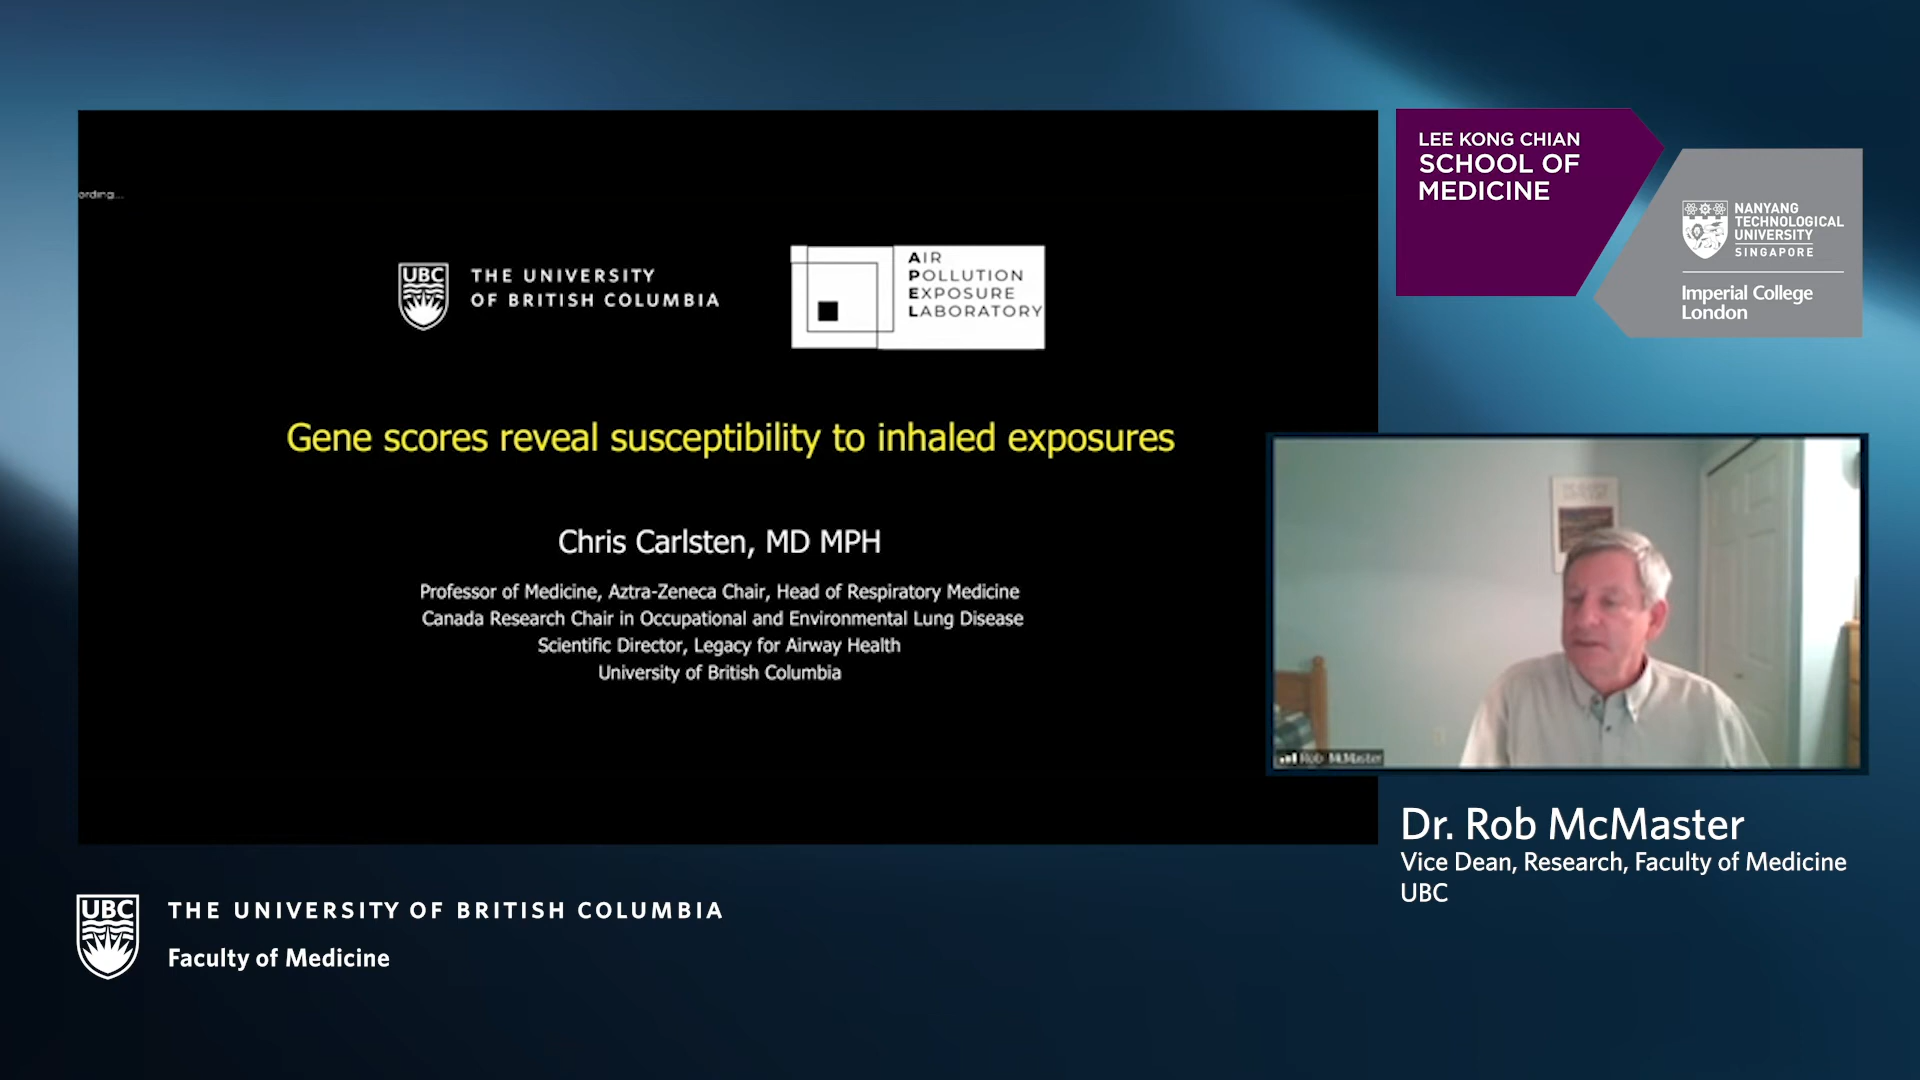 ording...
UBC
THE UNIVERSITY
OF BRITISH COLUMBIA
AIR
POLLUTION
EXPOSURE
LABORATORY
Gene scores reveal susceptibility to inhaled exposures
Chris Carlsten, MD MPH
Professor of Medicine, Aztra-Zeneca Chair, Head of Respiratory Medicine
Canada Research Chair in Occupational and Environmental Lung Disease
Scientific Director, Legacy for Airway Health
University of British Columbia
LEE KONG CHIAN
SCHOOL OF
MEDICINE
NANYANG
TECHNOLOGICAL
UNIVERSITY
SINGAPORE
Imperial College
London
Rob McMaster
Dr. Rob McMaster
Vice Dean, Research, Faculty of Medicine
UBC
UBC
THE UNIVERSITY OF BRITISH COLUMBIA
Faculty of Medicine